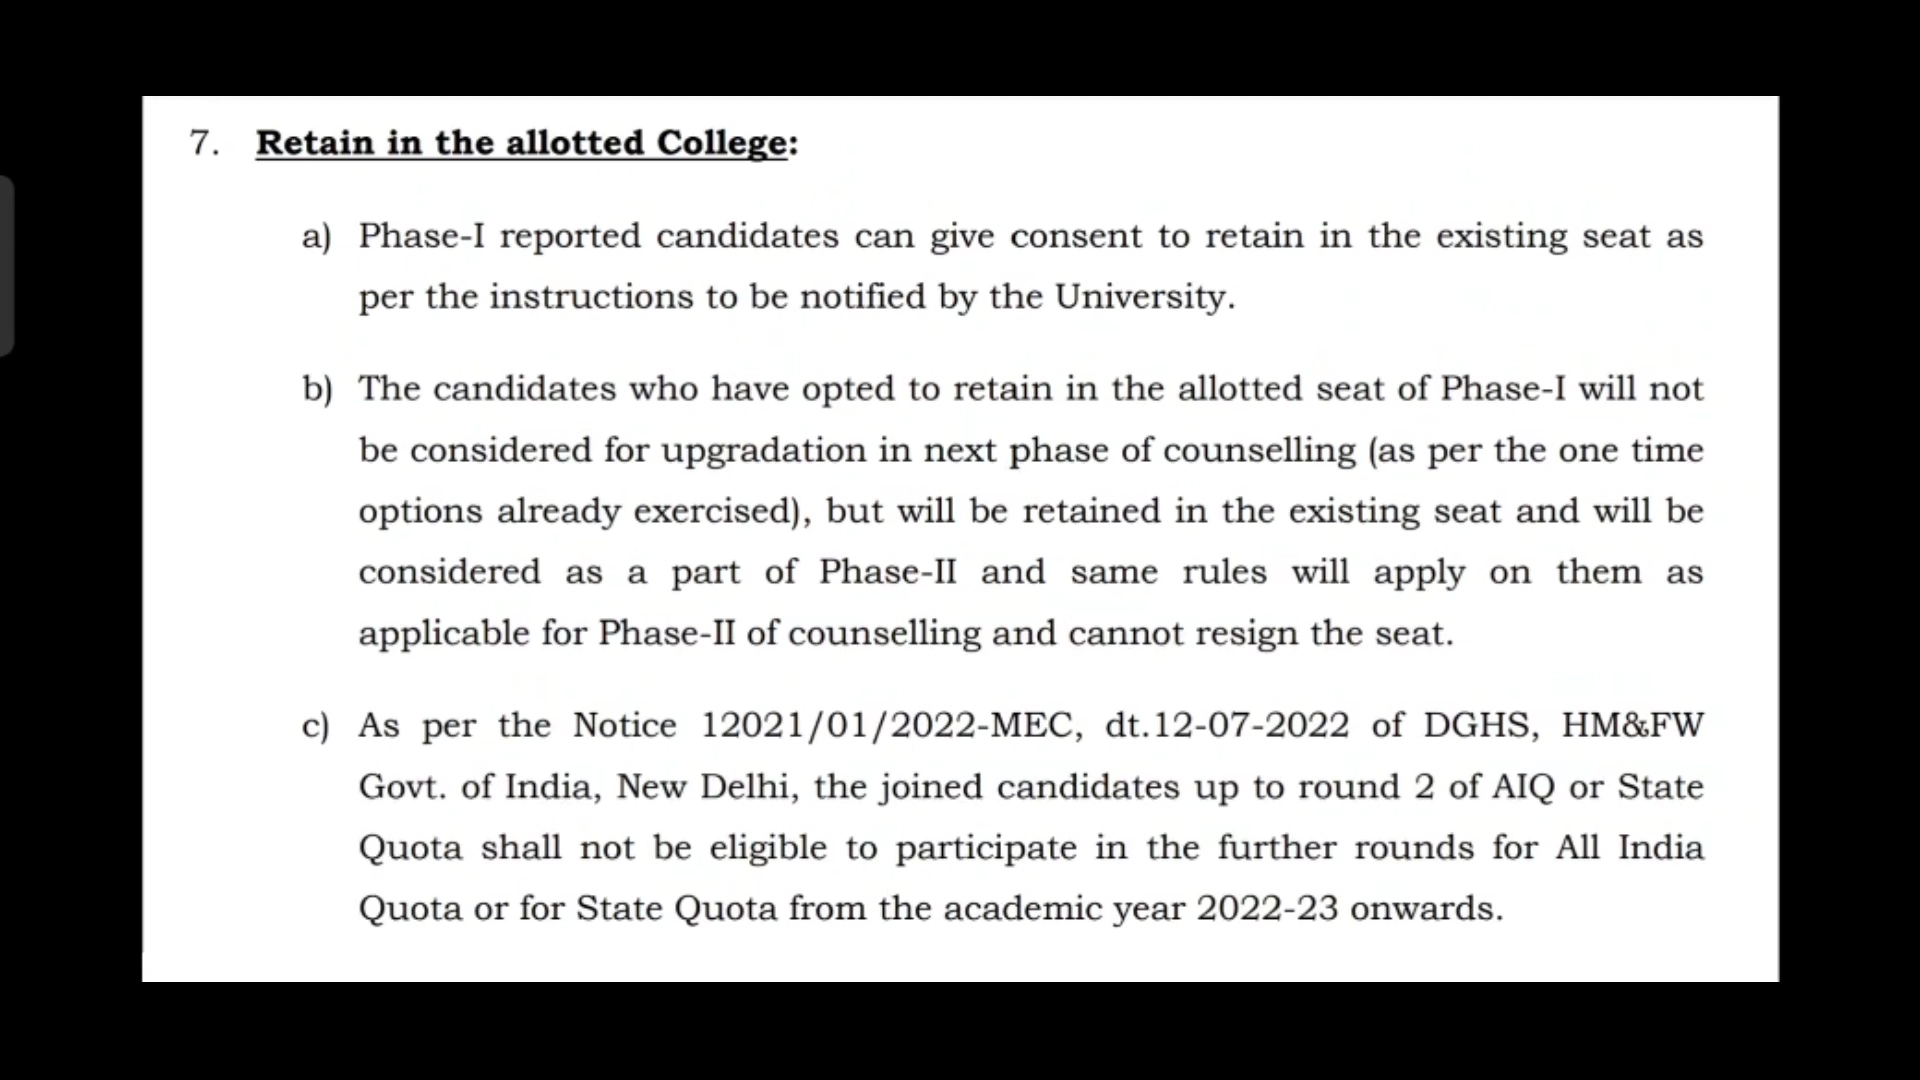 7. Retain in the allotted College:
a) Phase-I reported candidates can give consent to retain in the existing seat as
per the instructions to be notified by the University.
b) The candidates who have opted to retain in the allotted seat of Phase-I will not
be considered for upgradation in next phase of counselling (as per the one time
options already exercised), but will be retained in the existing seat and will be
considered as a part of Phase-II and same rules will apply on them as
applicable for Phase-II of counselling and cannot resign the seat.
c) As per the Notice 12021/01/2022-MEC, dt.12-07-2022 of DGHS, HM&FW
Govt. of India, New Delhi, the joined candidates up to round 2 of AIQ or State
Quota shall not be eligible to participate in the further rounds for All India
Quota or for State Quota from the academic year 2022-23 onwards.